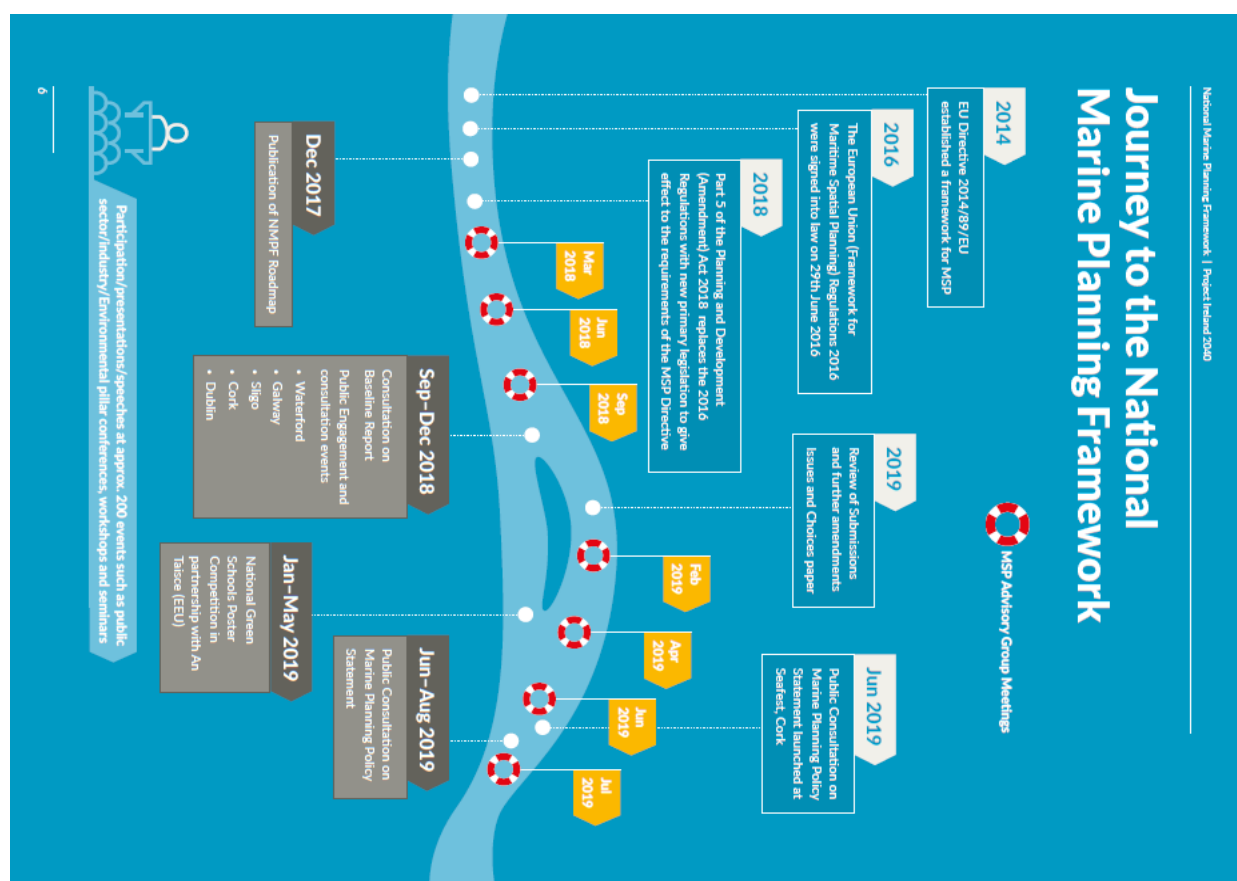 National Marine Planning Framework | Project Ireland 2040
Journey to the National
Marine Planning Framework
MSP Advisory Group Meetings
2014
EU Directive 2014/89/EU
established a framework for MSP
2016
The European Union (Framework for
Maritime Spatial Planning) Regulations 2016
were signed into law on 29th June 2016
2018
Part 5 of the Planning and Development
(Amendment) Act 2018 replaces the 2016
Regulations with new primary legislation to give
effect to the requirements of the MSP Directive
2019
Review of Submissions
and further amendments
Issues and Choices paper
Jun 2019
Public Consultation on
Marine Planning Policy
Statement launched at
Seafest, Cork
Mar
2018
Jun
2018
Sep
2018
Feb
2019
Apr
2019
Jun
2019
Jul
2019
Dec 2017
Publication of NMPF Roadmap
Sep–Dec 2018
Consultation on
Baseline Report
Public Engagement and
consultation events
• Waterford
• Galway
• Sligo
• Cork
• Dublin
Jan–May 2019
National Green
Schools Poster
Competition in
partnership with An
Taisce (EEU)
Jun–Aug 2019
Public Consultation on
Marine Planning Policy
Statement
Participation/presentations/speeches at approx. 200 events such as public
sector/industry/Environmental pillar conferences, workshops and seminars
6